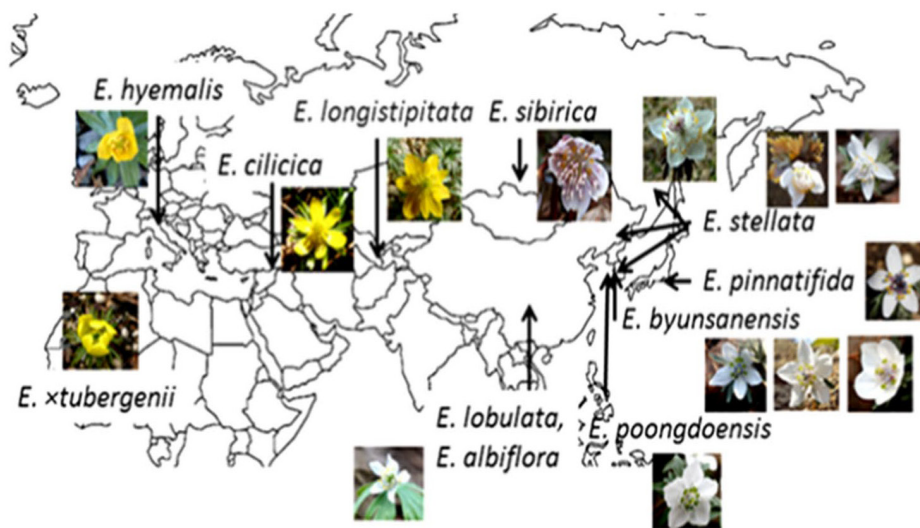 E. hyemalis
E. longistipitata
E. sibirica
E. cilicica
E. stellata
E. pinnatifida
E. byunsanensis
E. ×tubergenii
E. lobulata,
E. albiflora
E. poongdoensis